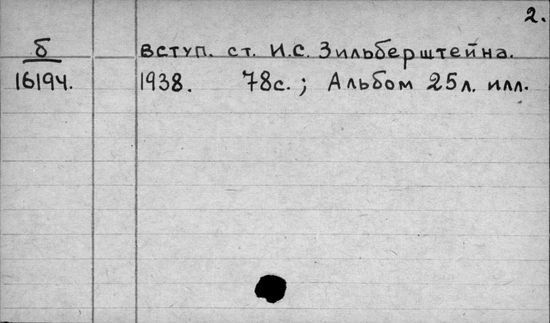 2.
б вступ. ст. И.С. Зильберштейна.
16194. 1938. 78с.; Альбом 25л. илл.